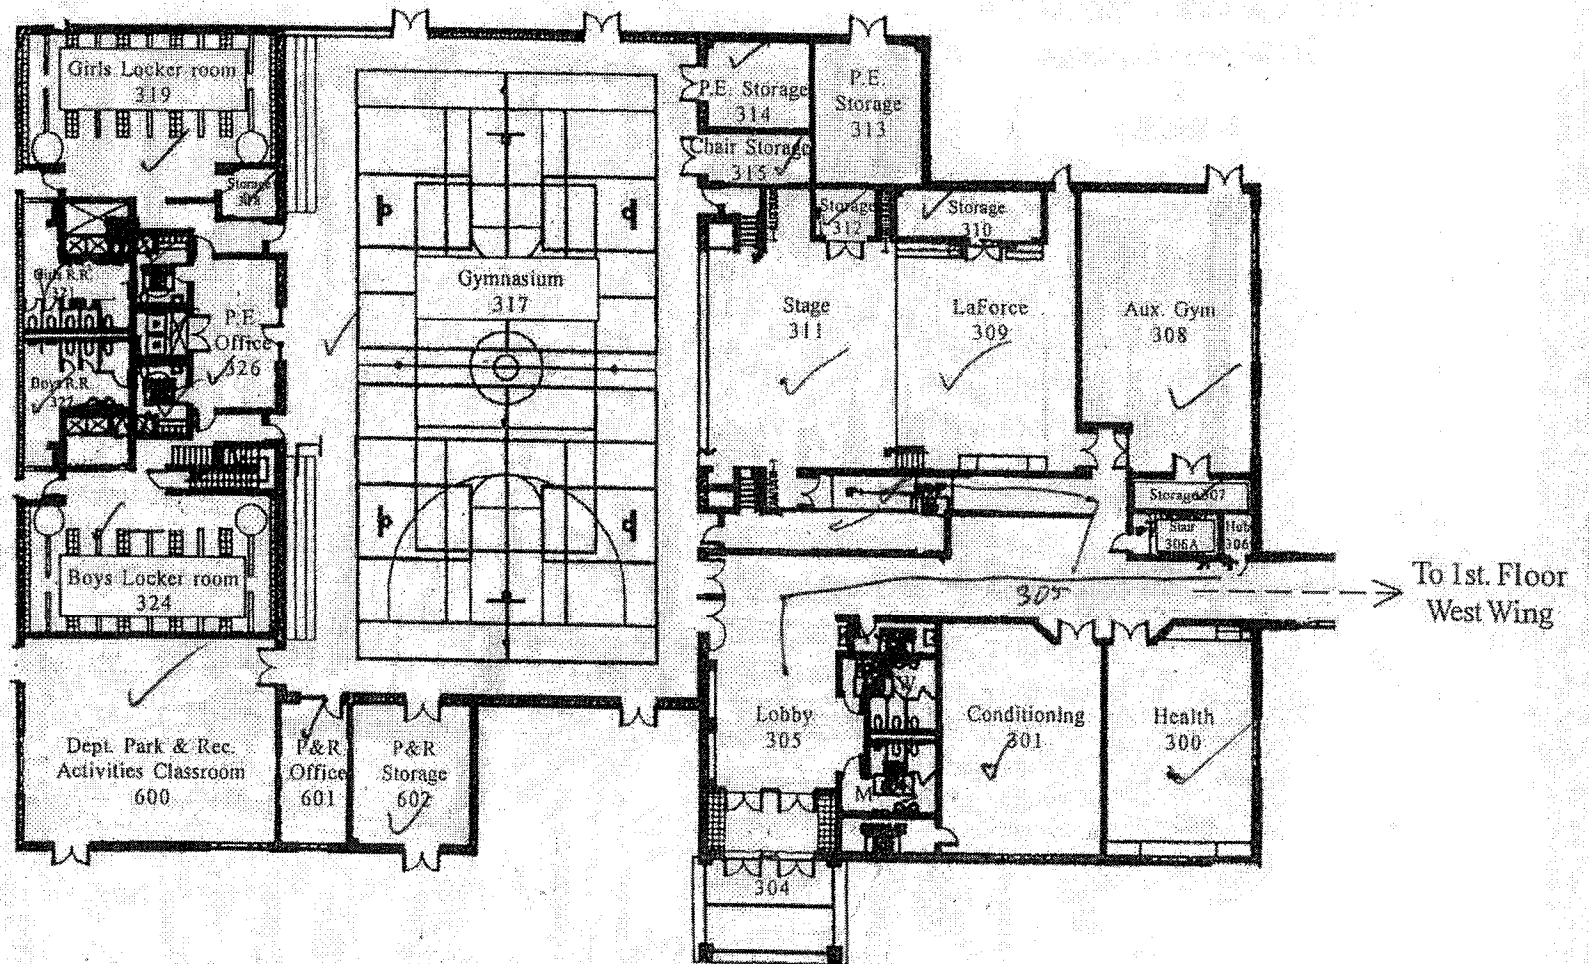 Girls Locker room
319
P.E. Storage
314
P.E.
Storage
313
Chair Storage
315
Storage
Storage
312
Storage
310
Gymnasium
317
Stage
311
LaForce
309
Aux. Gym
308
P.E.
Office
326
Boys R.R.
Storage 307
Stair
306A
Hub
306
Boys Locker room
324
305
To 1st. Floor
West Wing
W
Lobby
305
Conditioning
301
Health
300
Dept. Park & Rec.
Activities Classroom
600
P&R
Office
601
P&R
Storage
602
M
304